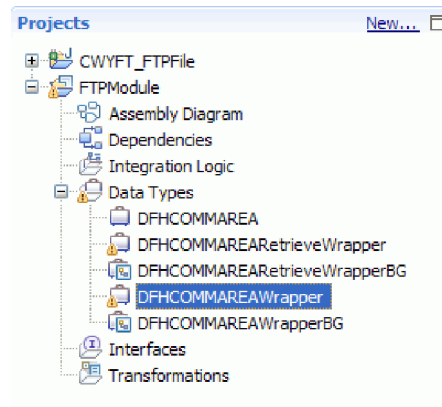 Projects New...
CWYFT_FTPFile
FTPModule
Assembly Diagram
Dependencies
Integration Logic
Data Types
DFHCOMMAREA
DFHCOMMAREARetrieveWrapper
DFHCOMMAREARetrieveWrapperBG
DFHCOMMAREAWrapper
DFHCOMMAREAWrapperBG
Interfaces
Transformations